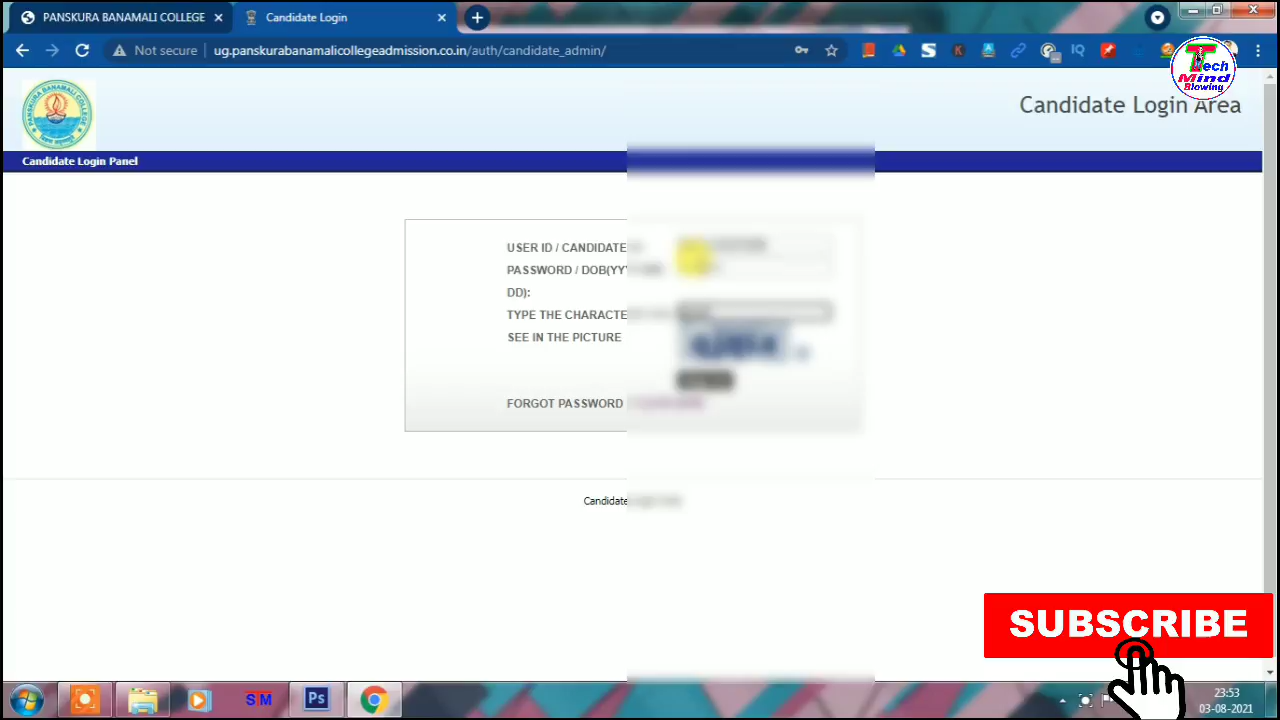 PANSKURA BANAMALI COLLEGE
Candidate Login
Not secure
ug.panskurabanamalicollegeadmission.co.in/auth/candidate_admin/
Tech
Mind
Blowing
Candidate Login Area
Candidate Login Panel
USER ID / CANDIDATE
PASSWORD / DOB(YY
DD):
TYPE THE CHARACTE
SEE IN THE PICTURE
FORGOT PASSWORD
Candidate
SUBSCRIBE
SM
Ps
23:53
03-08-2021